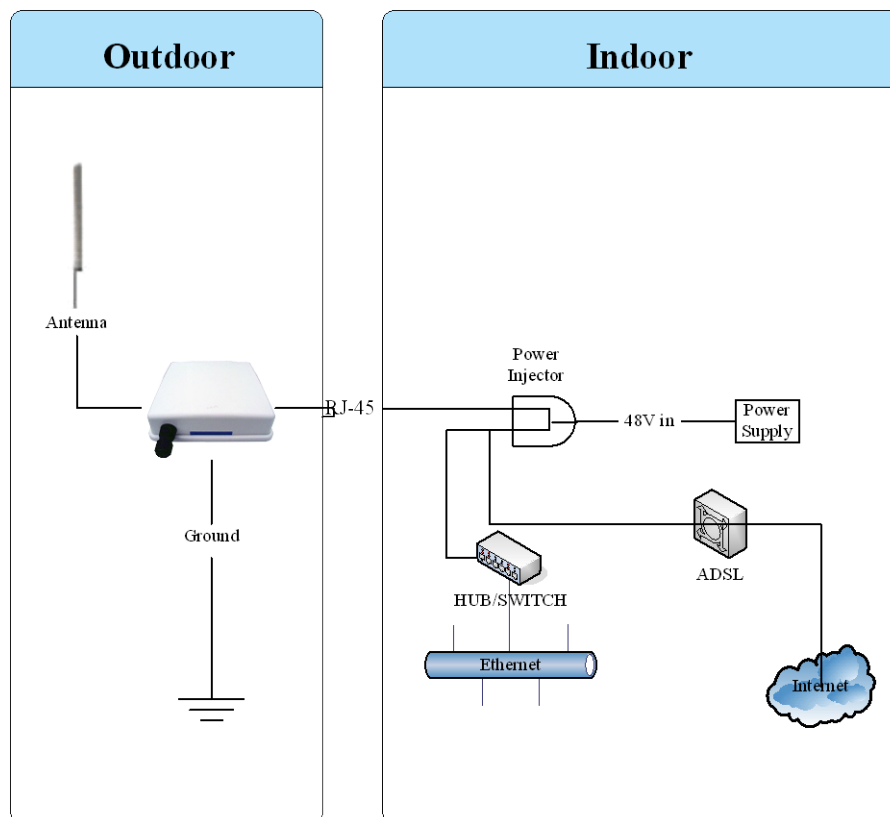 Outdoor
Indoor
Antenna
Power
Injector
RJ-45
48V in
Power
Supply
Ground
ADSL
HUB/SWITCH
Ethernet
Internet